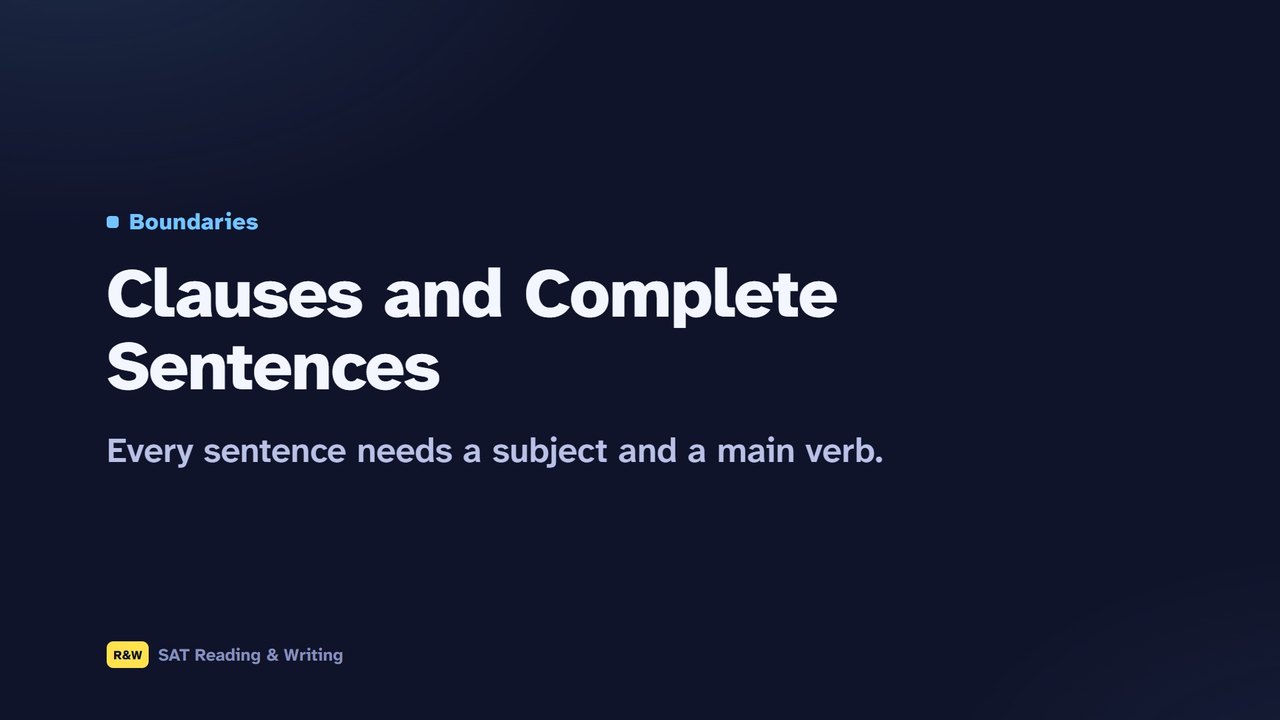 Boundaries
Clauses and Complete
Sentences
Every sentence needs a subject and a main verb.
R&W SAT Reading & Writing